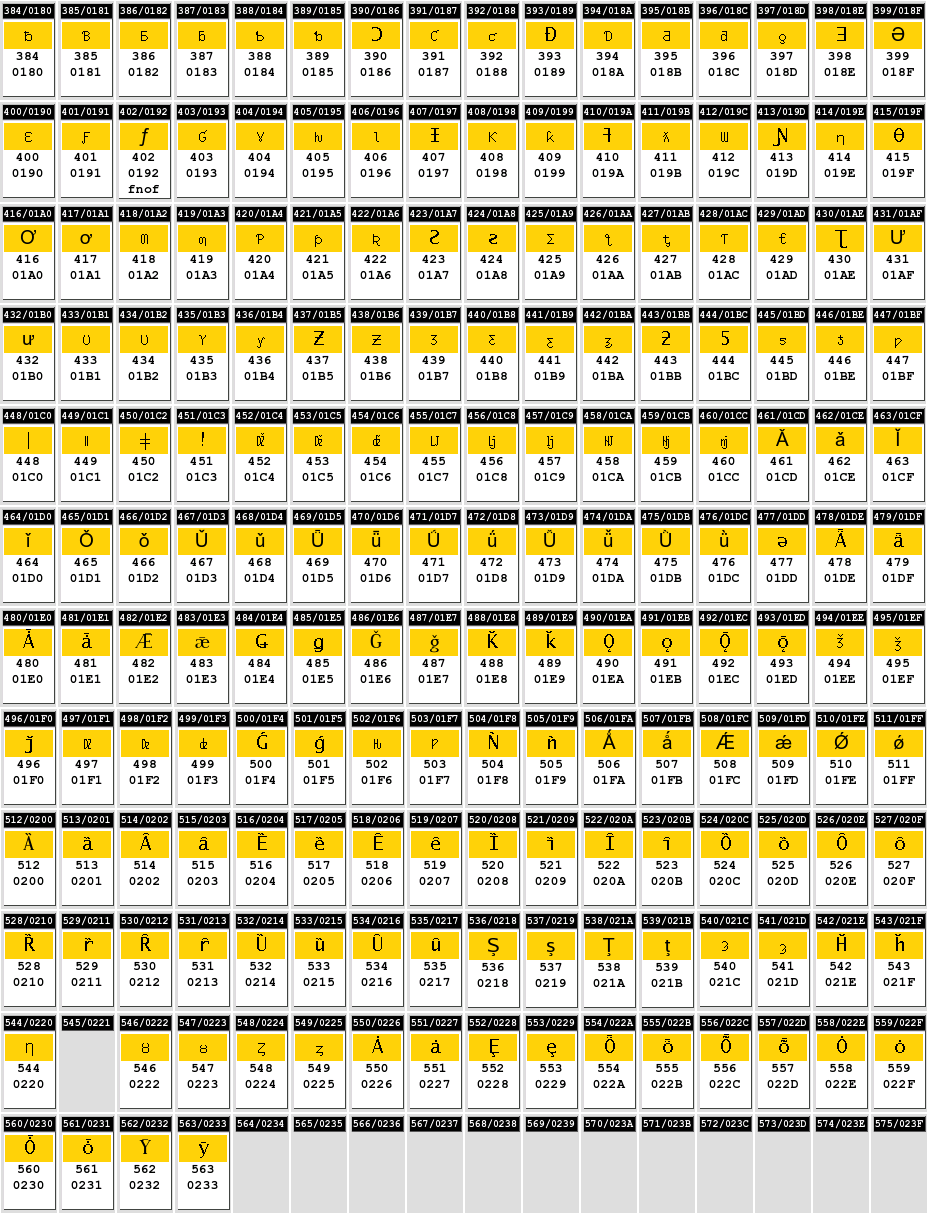 384/0180 385/0181 386/0182 387/0183 388/0184 389/0185 390/0186 391/0187 392/0188 393/0189 394/018A 395/018B 396/018C 397/018D 398/018E 399/018F
ƀ Ɓ Ƃ ƃ Ƅ ƅ Ɔ Ƈ ƈ Ɖ Ɗ Ƌ ƌ ƍ Ǝ Ə
384 385 386 387 388 389 390 391 392 393 394 395 396 397 398 399
0180 0181 0182 0183 0184 0185 0186 0187 0188 0189 018A 018B 018C 018D 018E 018F
400/0190 401/0191 402/0192 403/0193 404/0194 405/0195 406/0196 407/0197 408/0198 409/0199 410/019A 411/019B 412/019C 413/019D 414/019E 415/019F
Ɛ Ƒ ƒ Ɠ Ɣ ƕ Ɩ Ɨ Ƙ ƙ ƚ ƛ Ɯ Ɲ ƞ Ɵ
400 401 402 403 404 405 406 407 408 409 410 411 412 413 414 415
0190 0191 0192 0193 0194 0195 0196 0197 0198 0199 019A 019B 019C 019D 019E 019F
fnof
416/01A0 417/01A1 418/01A2 419/01A3 420/01A4 421/01A5 422/01A6 423/01A7 424/01A8 425/01A9 426/01AA 427/01AB 428/01AC 429/01AD 430/01AE 431/01AF
Ơ ơ Ƣ ƣ Ƥ ƥ Ʀ Ƨ ƨ Ʃ ƪ ƫ Ƭ ƭ Ʈ Ư
416 417 418 419 420 421 422 423 424 425 426 427 428 429 430 431
01A0 01A1 01A2 01A3 01A4 01A5 01A6 01A7 01A8 01A9 01AA 01AB 01AC 01AD 01AE 01AF
432/01B0 433/01B1 434/01B2 435/01B3 436/01B4 437/01B5 438/01B6 439/01B7 440/01B8 441/01B9 442/01BA 443/01BB 444/01BC 445/01BD 446/01BE 447/01BF
ư Ʊ Ʋ Ƴ ƴ Ƶ ƶ Ʒ Ƹ ƹ ƺ ƻ Ƽ ƽ ƾ ƿ
432 433 434 435 436 437 438 439 440 441 442 443 444 445 446 447
01B0 01B1 01B2 01B3 01B4 01B5 01B6 01B7 01B8 01B9 01BA 01BB 01BC 01BD 01BE 01BF
448/01C0 449/01C1 450/01C2 451/01C3 452/01C4 453/01C5 454/01C6 455/01C7 456/01C8 457/01C9 458/01CA 459/01CB 460/01CC 461/01CD 462/01CE 463/01CF
ǀ ǁ ǂ ǃ Ǆ ǅ ǆ Ǉ ǈ ǉ Ǌ ǋ ǌ Ǎ ǎ Ǐ
448 449 450 451 452 453 454 455 456 457 458 459 460 461 462 463
01C0 01C1 01C2 01C3 01C4 01C5 01C6 01C7 01C8 01C9 01CA 01CB 01CC 01CD 01CE 01CF
464/01D0 465/01D1 466/01D2 467/01D3 468/01D4 469/01D5 470/01D6 471/01D7 472/01D8 473/01D9 474/01DA 475/01DB 476/01DC 477/01DD 478/01DE 479/01DF
ǐ Ǒ ǒ Ǔ ǔ Ǖ ǖ Ǘ ǘ Ǚ ǚ Ǜ ǜ ǝ Ǟ ǟ
464 465 466 467 468 469 470 471 472 473 474 475 476 477 478 479
01D0 01D1 01D2 01D3 01D4 01D5 01D6 01D7 01D8 01D9 01DA 01DB 01DC 01DD 01DE 01DF
480/01E0 481/01E1 482/01E2 483/01E3 484/01E4 485/01E5 486/01E6 487/01E7 488/01E8 489/01E9 490/01EA 491/01EB 492/01EC 493/01ED 494/01EE 495/01EF
Ǡ ǡ Ǣ ǣ Ǥ ǥ Ǧ ǧ Ǩ ǩ Ǫ ǫ Ǭ ǭ Ǯ ǯ
480 481 482 483 484 485 486 487 488 489 490 491 492 493 494 495
01E0 01E1 01E2 01E3 01E4 01E5 01E6 01E7 01E8 01E9 01EA 01EB 01EC 01ED 01EE 01EF
496/01F0 497/01F1 498/01F2 499/01F3 500/01F4 501/01F5 502/01F6 503/01F7 504/01F8 505/01F9 506/01FA 507/01FB 508/01FC 509/01FD 510/01FE 511/01FF
ǰ Ǳ ǲ ǳ Ǵ ǵ Ƕ Ƿ Ǹ ǹ Ǻ ǻ Ǽ ǽ Ǿ ǿ
496 497 498 499 500 501 502 503 504 505 506 507 508 509 510 511
01F0 01F1 01F2 01F3 01F4 01F5 01F6 01F7 01F8 01F9 01FA 01FB 01FC 01FD 01FE 01FF
512/0200 513/0201 514/0202 515/0203 516/0204 517/0205 518/0206 519/0207 520/0208 521/0209 522/020A 523/020B 524/020C 525/020D 526/020E 527/020F
Ȁ ȁ Ȃ ȃ Ȅ ȅ Ȇ ȇ Ȉ ȉ Ȋ ȋ Ȍ ȍ Ȏ ȏ
512 513 514 515 516 517 518 519 520 521 522 523 524 525 526 527
0200 0201 0202 0203 0204 0205 0206 0207 0208 0209 020A 020B 020C 020D 020E 020F
528/0210 529/0211 530/0212 531/0213 532/0214 533/0215 534/0216 535/0217 536/0218 537/0219 538/021A 539/021B 540/021C 541/021D 542/021E 543/021F
Ȑ ȑ Ȓ ȓ Ȕ ȕ Ȗ ȗ Ș ș Ț ț Ȝ ȝ Ȟ ȟ
528 529 530 531 532 533 534 535 536 537 538 539 540 541 542 543
0210 0211 0212 0213 0214 0215 0216 0217 0218 0219 021A 021B 021C 021D 021E 021F
544/0220 545/0221 546/0222 547/0223 548/0224 549/0225 550/0226 551/0227 552/0228 553/0229 554/022A 555/022B 556/022C 557/022D 558/022E 559/022F
Ƞ Ȣ ȣ Ȥ ȥ Ȧ ȧ Ȩ ȩ Ȫ ȫ Ȭ ȭ Ȯ ȯ
544 546 547 548 549 550 551 552 553 554 555 556 557 558 559
0220 0222 0223 0224 0225 0226 0227 0228 0229 022A 022B 022C 022D 022E 022F
560/0230 561/0231 562/0232 563/0233 564/0234 565/0235 566/0236 567/0237 568/0238 569/0239 570/023A 571/023B 572/023C 573/023D 574/023E 575/023F
Ȱ ȱ Ȳ ȳ
560 561 562 563
0230 0231 0232 0233